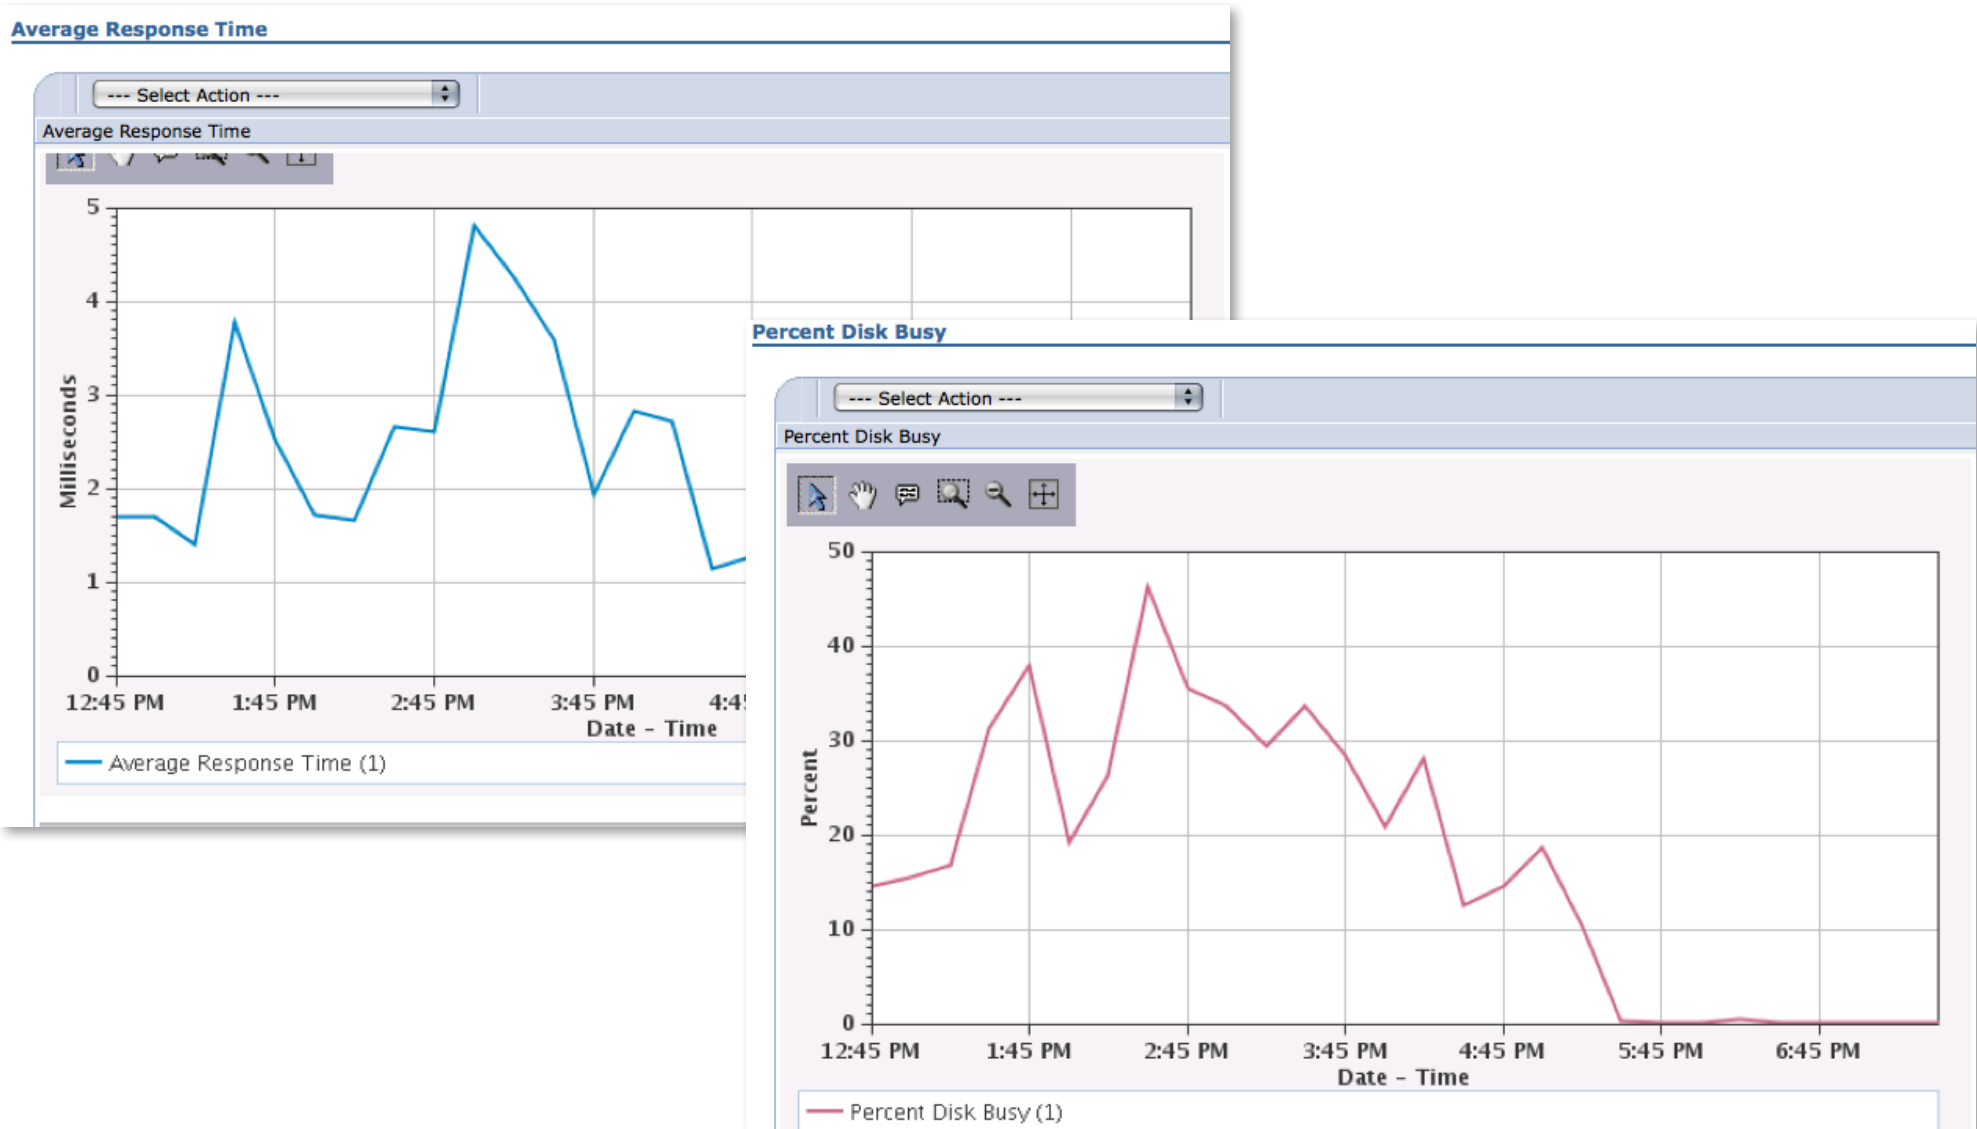 Average Response Time
--- Select Action ---
Average Response Time
5
4
3
2
1
0
Milliseconds
12:45 PM 1:45 PM 2:45 PM 3:45 PM 4:4
Date - Time
Average Response Time (1)
Percent Disk Busy
--- Select Action ---
Percent Disk Busy
50
40
30
20
10
0
Percent
12:45 PM 1:45 PM 2:45 PM 3:45 PM 4:45 PM 5:45 PM 6:45 PM
Date - Time
Percent Disk Busy (1)